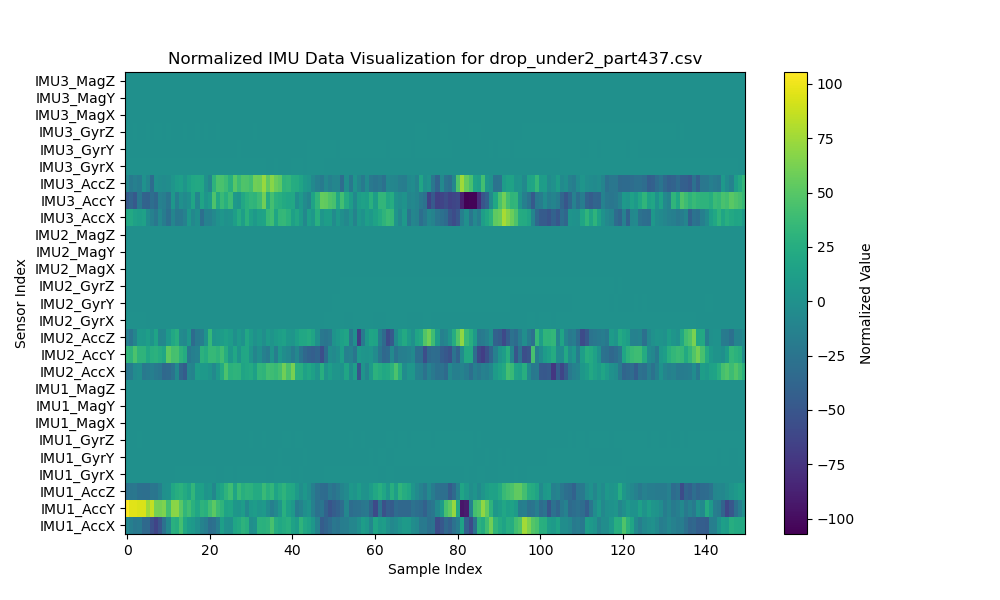 Normalized IMU Data Visualization for drop_under2_part437.csv
Sensor Index
IMU3_MagZ
IMU3_MagY
IMU3_MagX
IMU3_GyrZ
IMU3_GyrY
IMU3_GyrX
IMU3_AccZ
IMU3_AccY
IMU3_AccX
IMU2_MagZ
IMU2_MagY
IMU2_MagX
IMU2_GyrZ
IMU2_GyrY
IMU2_GyrX
IMU2_AccZ
IMU2_AccY
IMU2_AccX
IMU1_MagZ
IMU1_MagY
IMU1_MagX
IMU1_GyrZ
IMU1_GyrY
IMU1_GyrX
IMU1_AccZ
IMU1_AccY
IMU1_AccX
0 20 40 60 80 100 120 140
Sample Index
100
75
50
25
0
−25
−50
−75
−100
Normalized Value